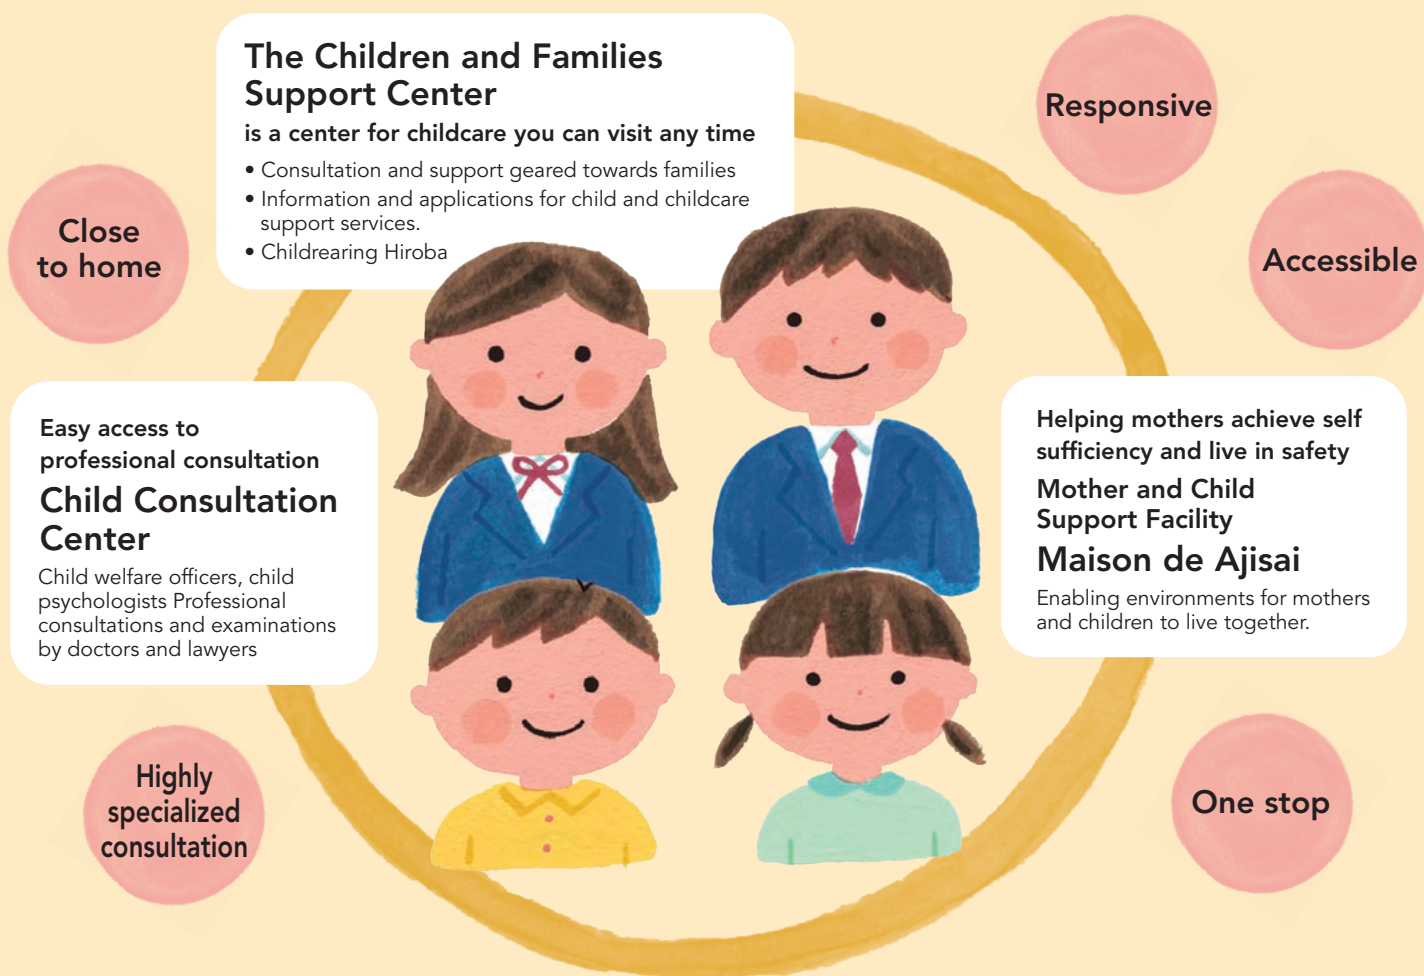 The Children and Families
Support Center
is a center for childcare you can visit any time
• Consultation and support geared towards families
• Information and applications for child and childcare
support services.
• Childrearing Hiroba
Responsive
Close
to home
Accessible
Easy access to
professional consultation
Child Consultation
Center
Child welfare officers, child
psychologists Professional
consultations and examinations
by doctors and lawyers
Helping mothers achieve self
sufficiency and live in safety
Mother and Child
Support Facility
Maison de Ajisai
Enabling environments for mothers
and children to live together.
Highly
specialized
consultation
One stop